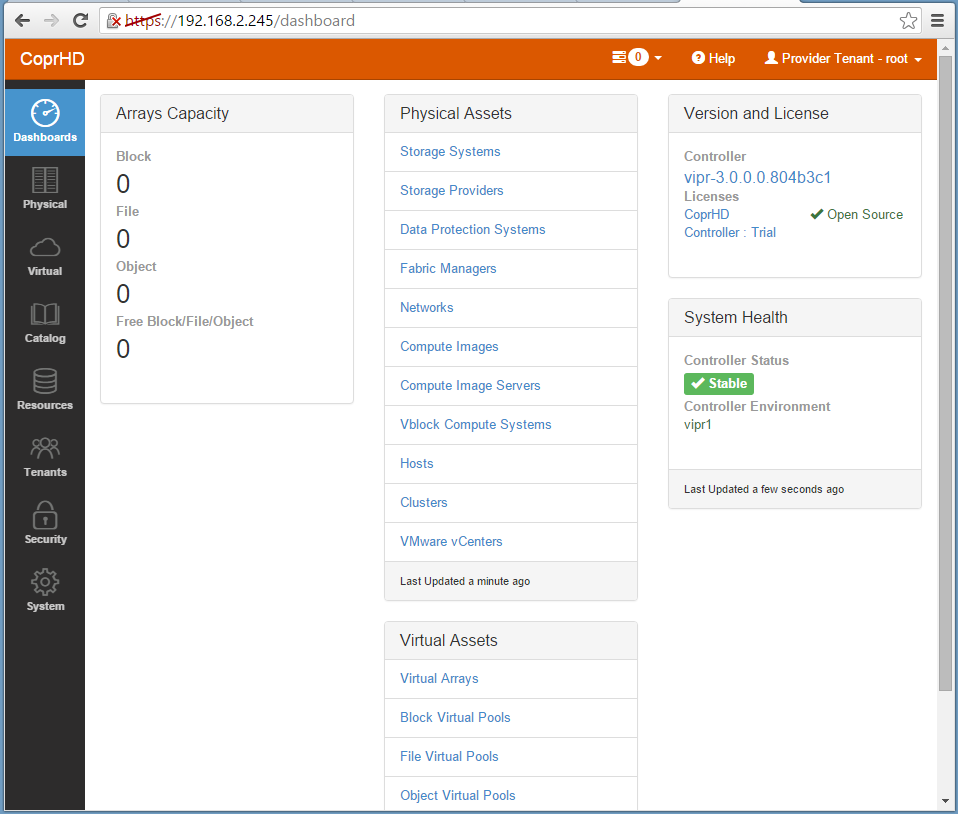 https://192.168.2.245/dashboard
CoprHD
0
Help
Provider Tenant - root
Dashboards
Physical
Virtual
Catalog
Resources
Tenants
Security
System
Arrays Capacity
Block
0
File
0
Object
0
Free Block/File/Object
0
Physical Assets
Storage Systems
Storage Providers
Data Protection Systems
Fabric Managers
Networks
Compute Images
Compute Image Servers
Vblock Compute Systems
Hosts
Clusters
VMware vCenters
Last Updated a minute ago
Virtual Assets
Virtual Arrays
Block Virtual Pools
File Virtual Pools
Object Virtual Pools
Version and License
Controller
vipr-3.0.0.0.804b3c1
Licenses
CoprHD Open Source
Controller : Trial
System Health
Controller Status
Stable
Controller Environment
vipr1
Last Updated a few seconds ago